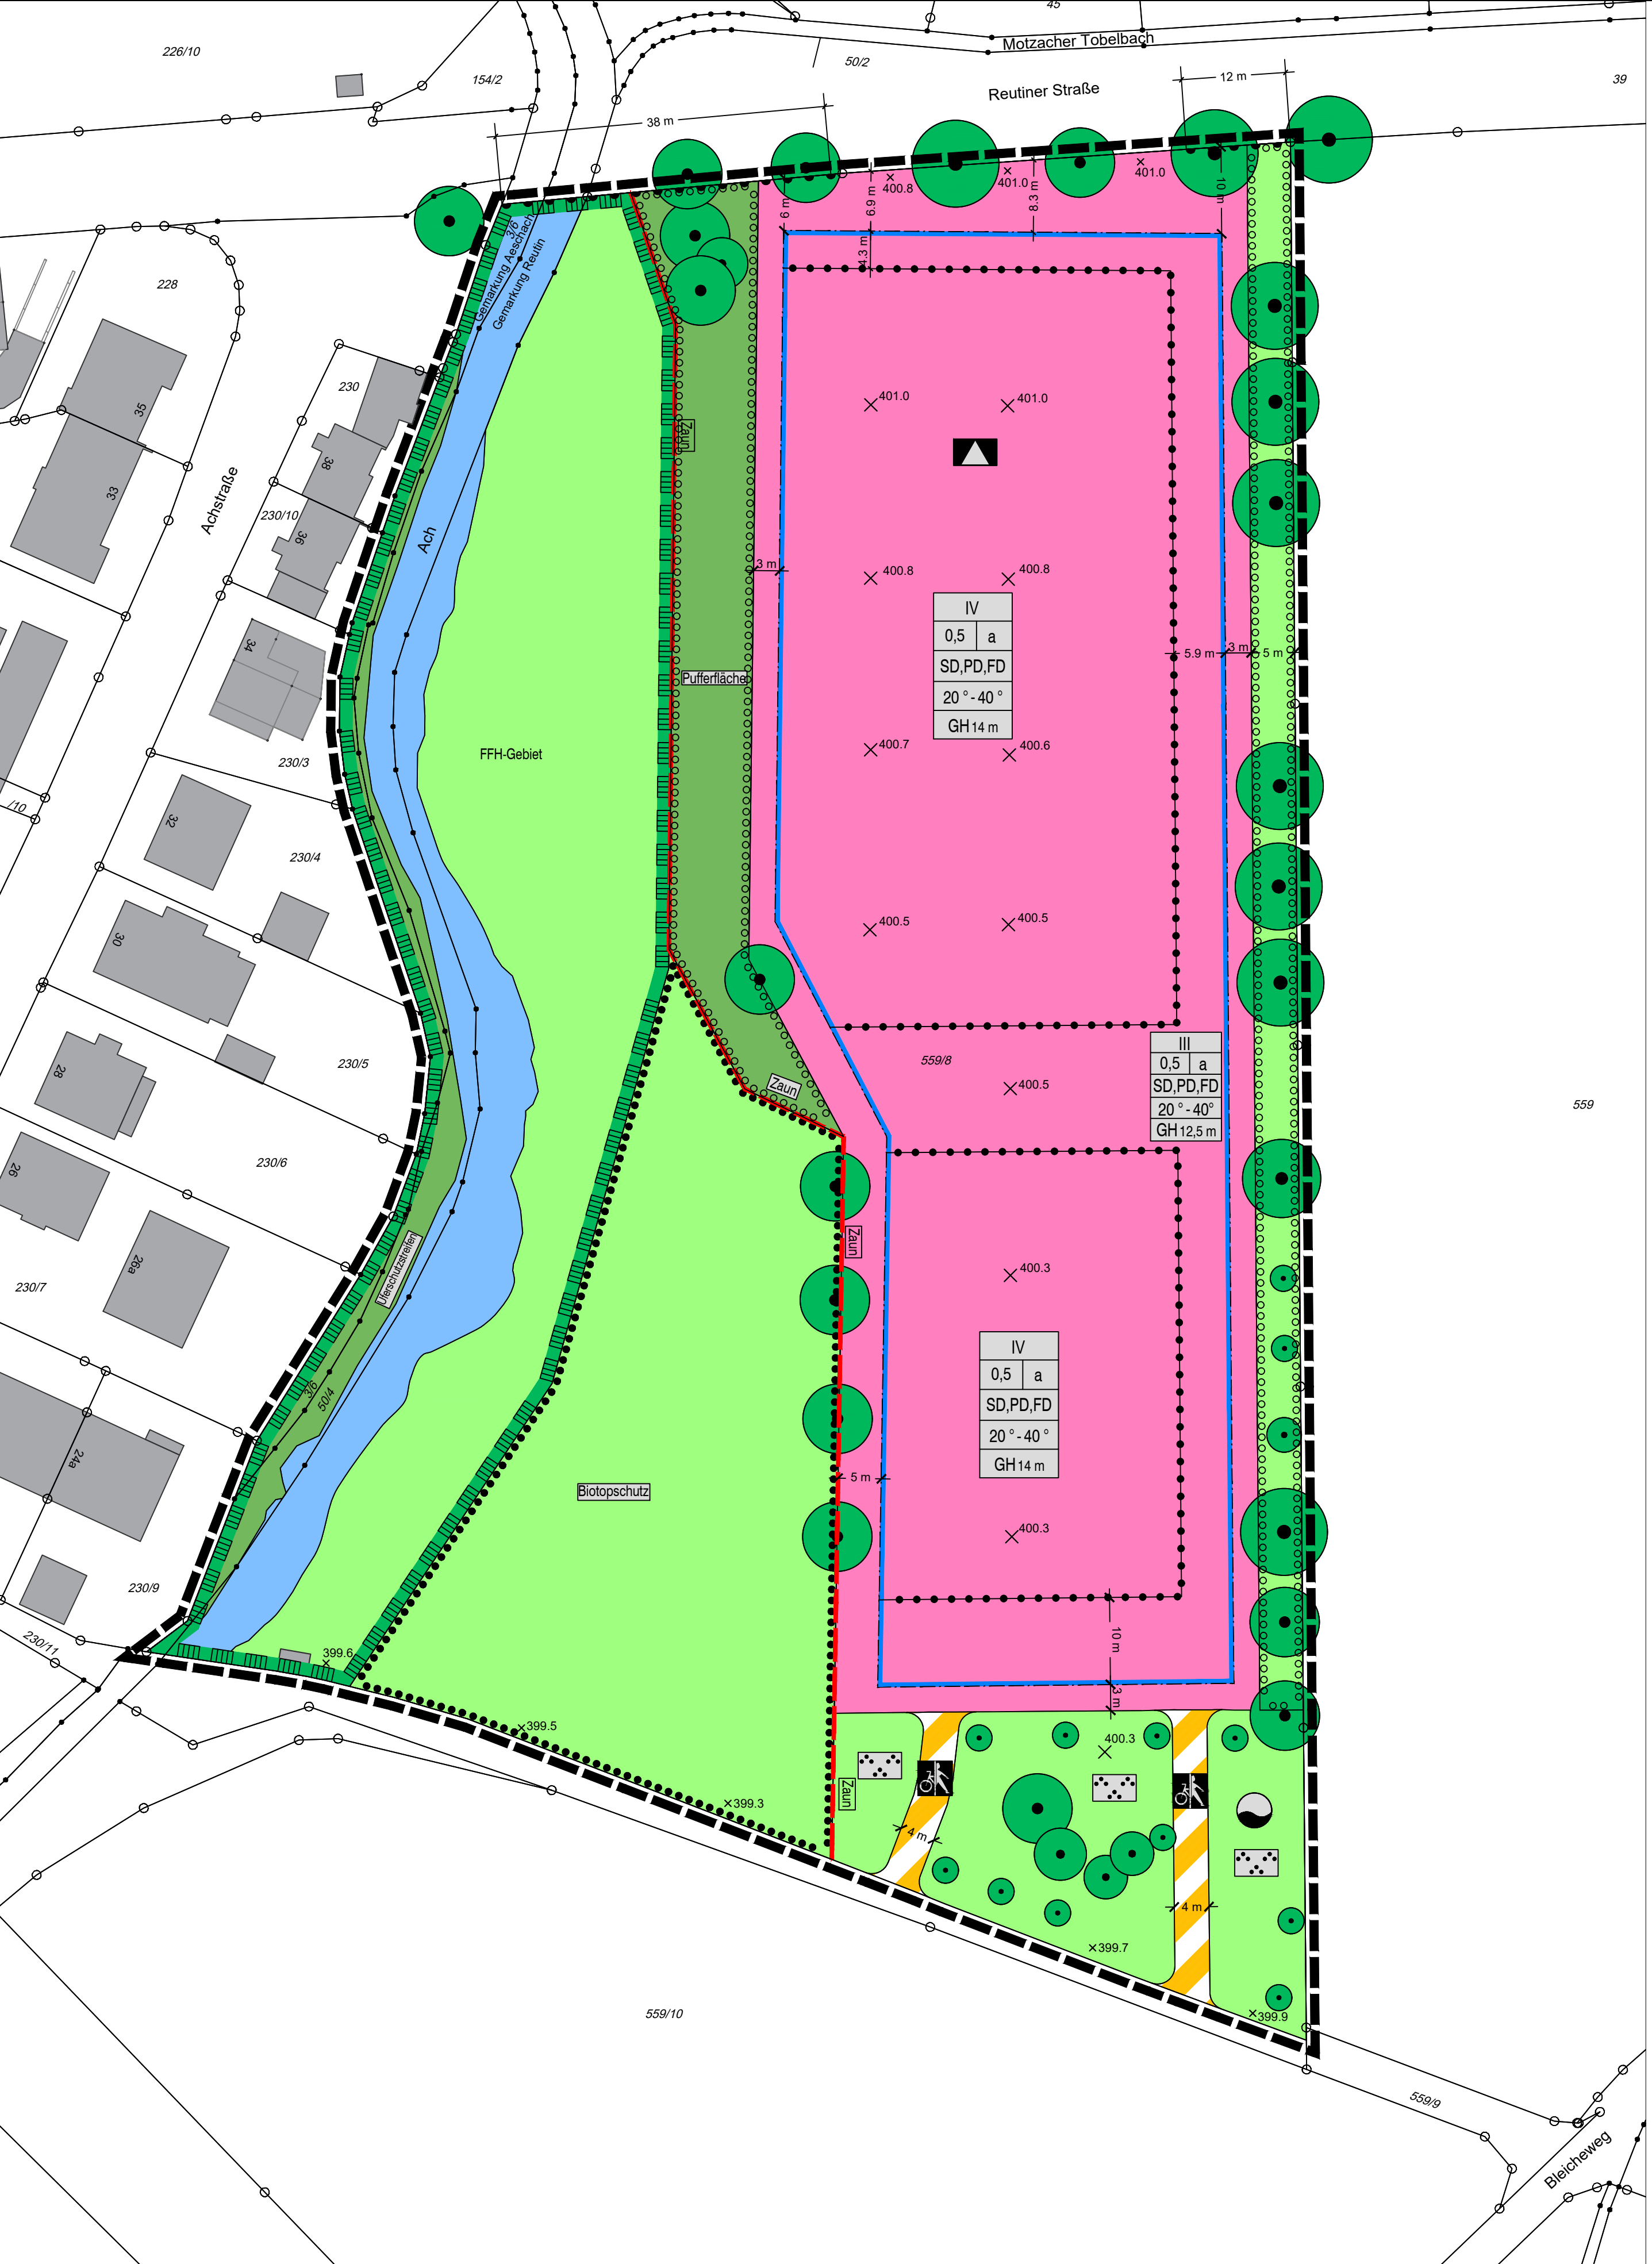 45
Motzacher Tobelbach
226/10
50/2
12 m
154/2
39
Reutiner Straße
38 m
401.0
401.0
400.8
10 m
6 m
6.9 m
8.3 m
3/6
Gemarkung Aeschach
Gemarkung Reutin
4.3 m
228
230
35
401.0
401.0
Zaun
38
33
Achstraße
230/10
36
Ach
3 m
400.8
400.8
IV
0,5 a
SD,PD,FD
20°-40°
GH 14 m
34
5.9 m
3 m
5 m
Pufferfläche
400.7
400.6
FFH-Gebiet
230/3
/10
32
230/4
30
400.5
400.5
III
0,5 a
SD,PD,FD
20°-40°
GH 12,5 m
559/8
28
230/5
400.5
Zaun
559
26
230/6
Zaun
26a
Uferschutzstreifen
400.3
230/7
IV
0,5 a
SD,PD,FD
20°-40°
GH 14 m
3/6
50/4
24a
5 m
Biotopschutz
400.3
230/9
10 m
230/11
399.6
3 m
399.5
400.3
Zaun
399.3
4 m
4 m
399.7
559/10
399.9
559/9
Bleicheweg